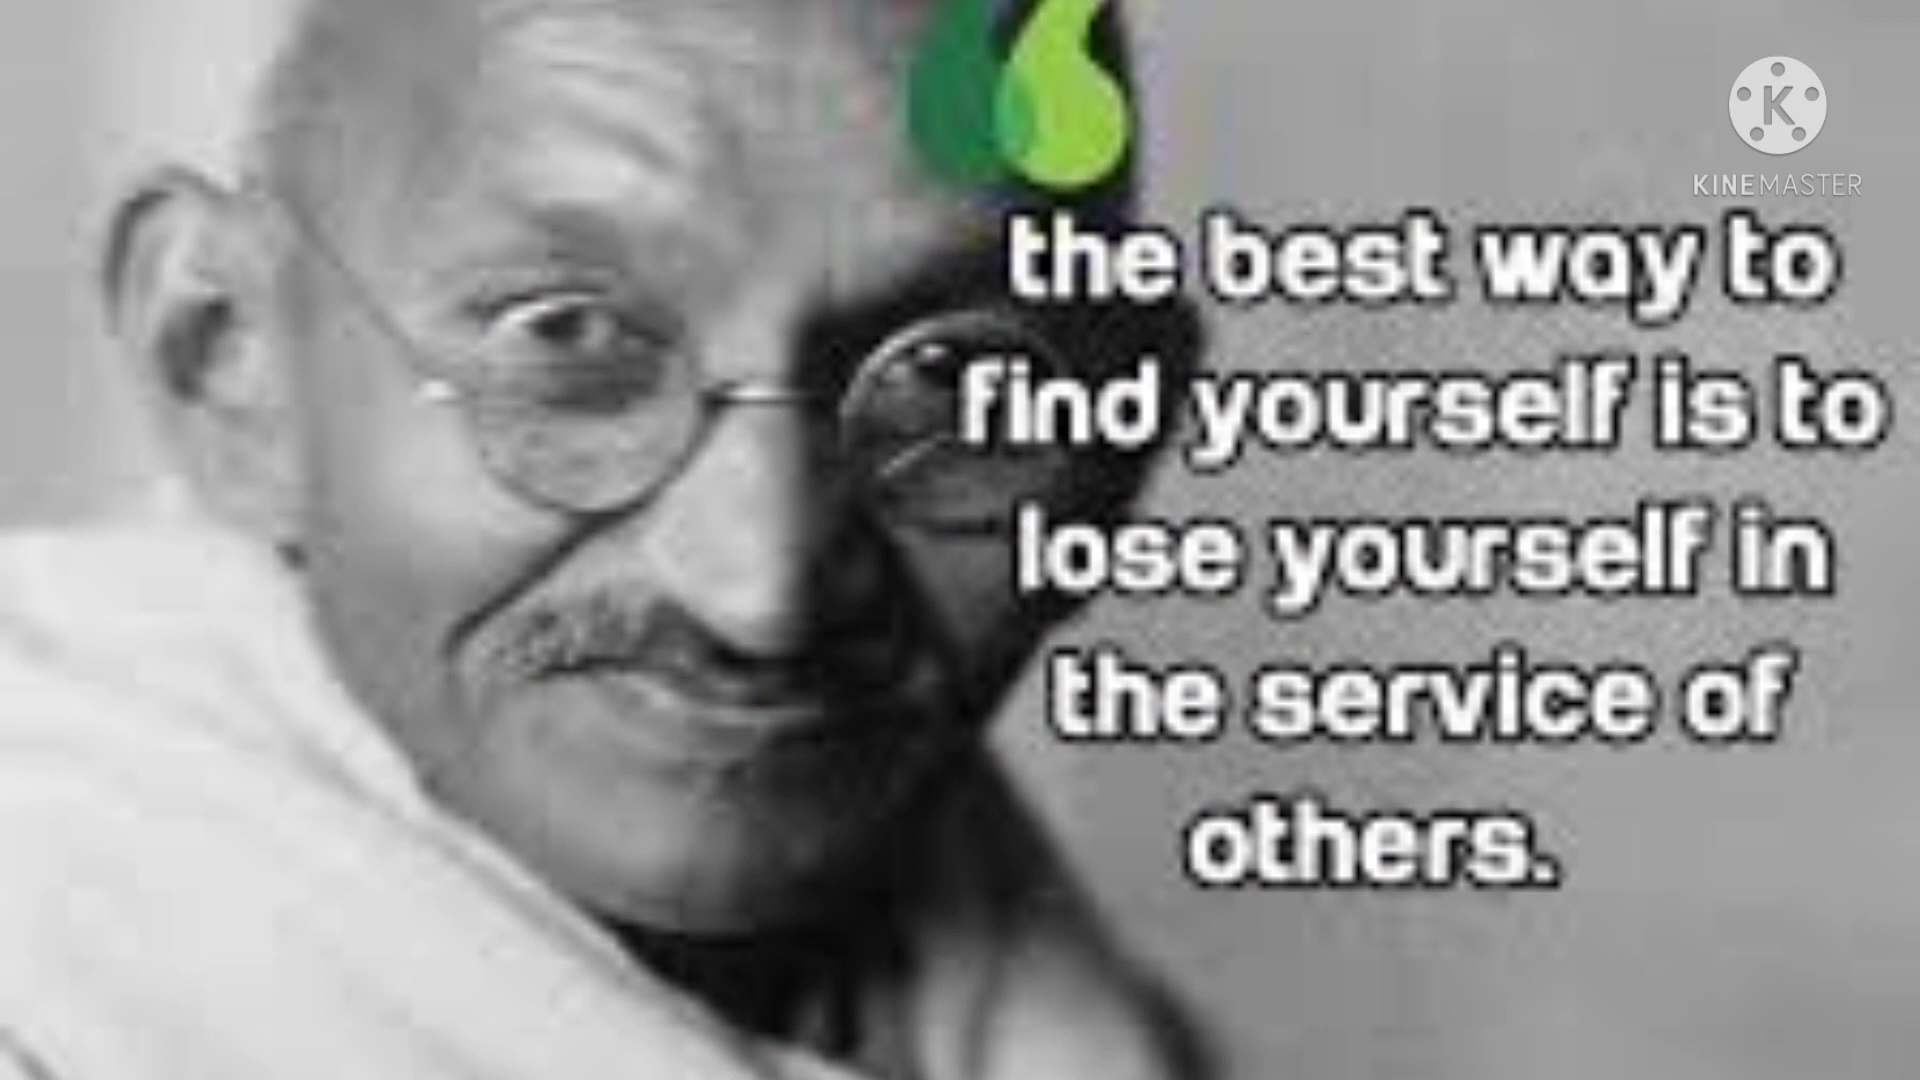 K
KINEMASTER
the best way to
find yourself is to
lose yourself in
the service of
others.